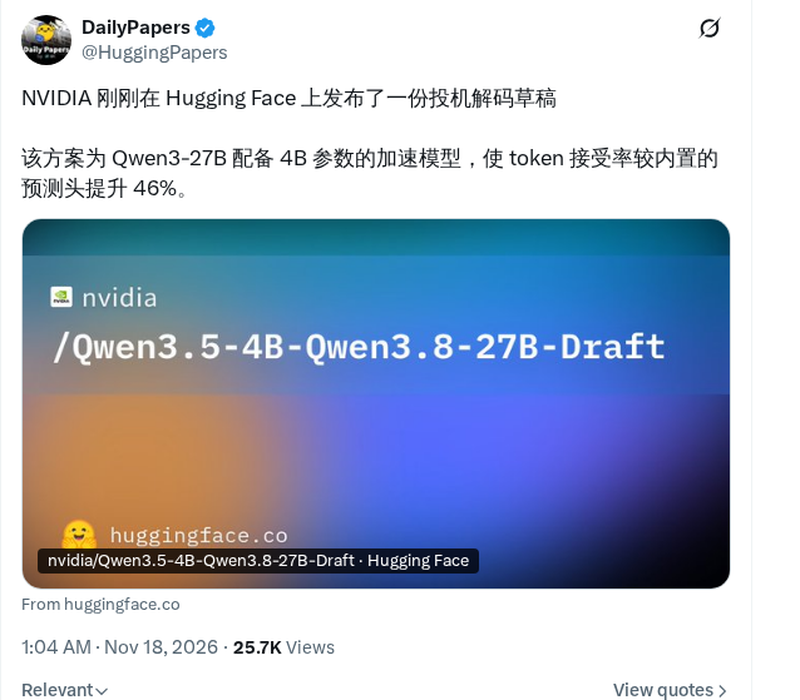 DailyPapers
@HuggingPapers
NVIDIA 刚刚在 Hugging Face 上发布了一份投机解码草稿
该方案为 Qwen3-27B 配备 4B 参数的加速模型，使 token 接受率较内置的
预测头提升 46%。
nvidia
/Qwen3.5-4B-Qwen3.8-27B-Draft
huggingface.co
nvidia/Qwen3.5-4B-Qwen3.8-27B-Draft · Hugging Face
From huggingface.co
1:04 AM · Nov 18, 2026 · 25.7K Views
Relevant
View quotes